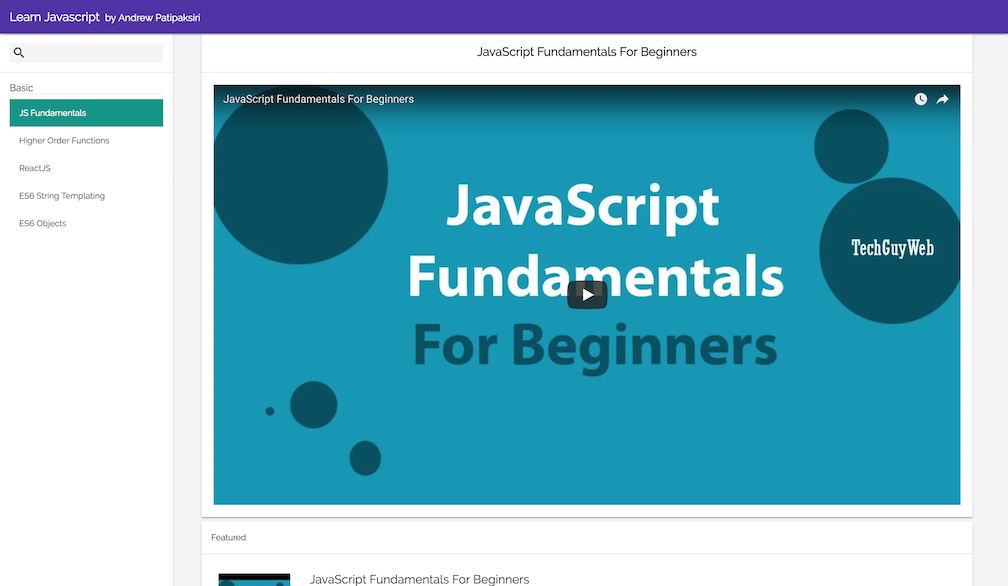 Learn Javascript by Andrew Patipaksiri
Basic
JS Fundamentals
Higher Order Functions
ReactJS
ES6 String Templating
ES6 Objects
JavaScript Fundamentals For Beginners
JavaScript Fundamentals For Beginners
JavaScript
Fundamentals
For Beginners
TechGuyWeb
Featured
JavaScript Fundamentals For Beginners